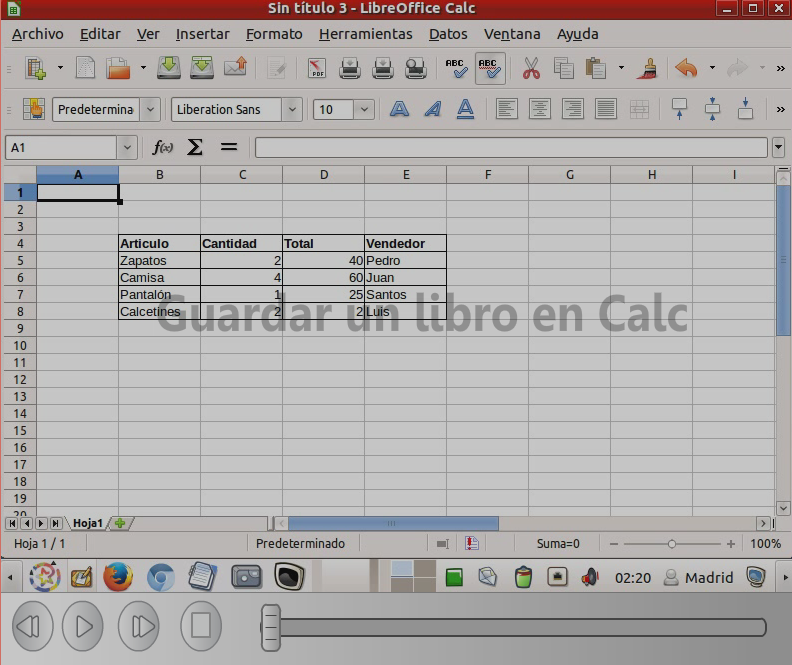 Sin título 3 - LibreOffice Calc
Archivo Editar Ver Insertar Formato Herramientas Datos Ventana Ayuda
PDF ABC ABC
Predetermina Liberation Sans 10
A1 f(x) Σ =
A B C D E F G H I
1
2
3
4 Articulo Cantidad Total Vendedor
5 Zapatos 2 40 Pedro
6 Camisa 4 60 Juan
7 Pantalón 1 25 Santos
8 Calcetines 2 2 Luis
Guardar un libro en Calc
9
10
11
12
13
14
15
16
17
18
19
20
Hoja1
Hoja 1 / 1 Predeterminado Suma=0 100%
02:20 Madrid